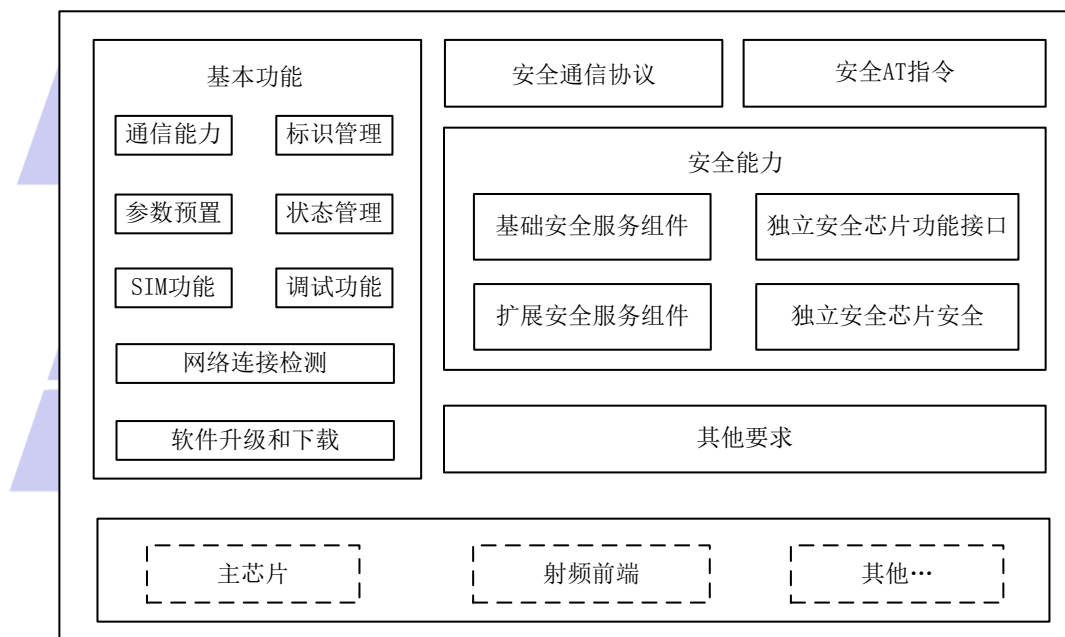 基本功能
通信能力
标识管理
参数预置
状态管理
SIM功能
调试功能
网络连接检测
软件升级和下载
安全通信协议
安全AT指令
安全能力
基础安全服务组件
独立安全芯片功能接口
扩展安全服务组件
独立安全芯片安全
其他要求
主芯片
射频前端
其他…